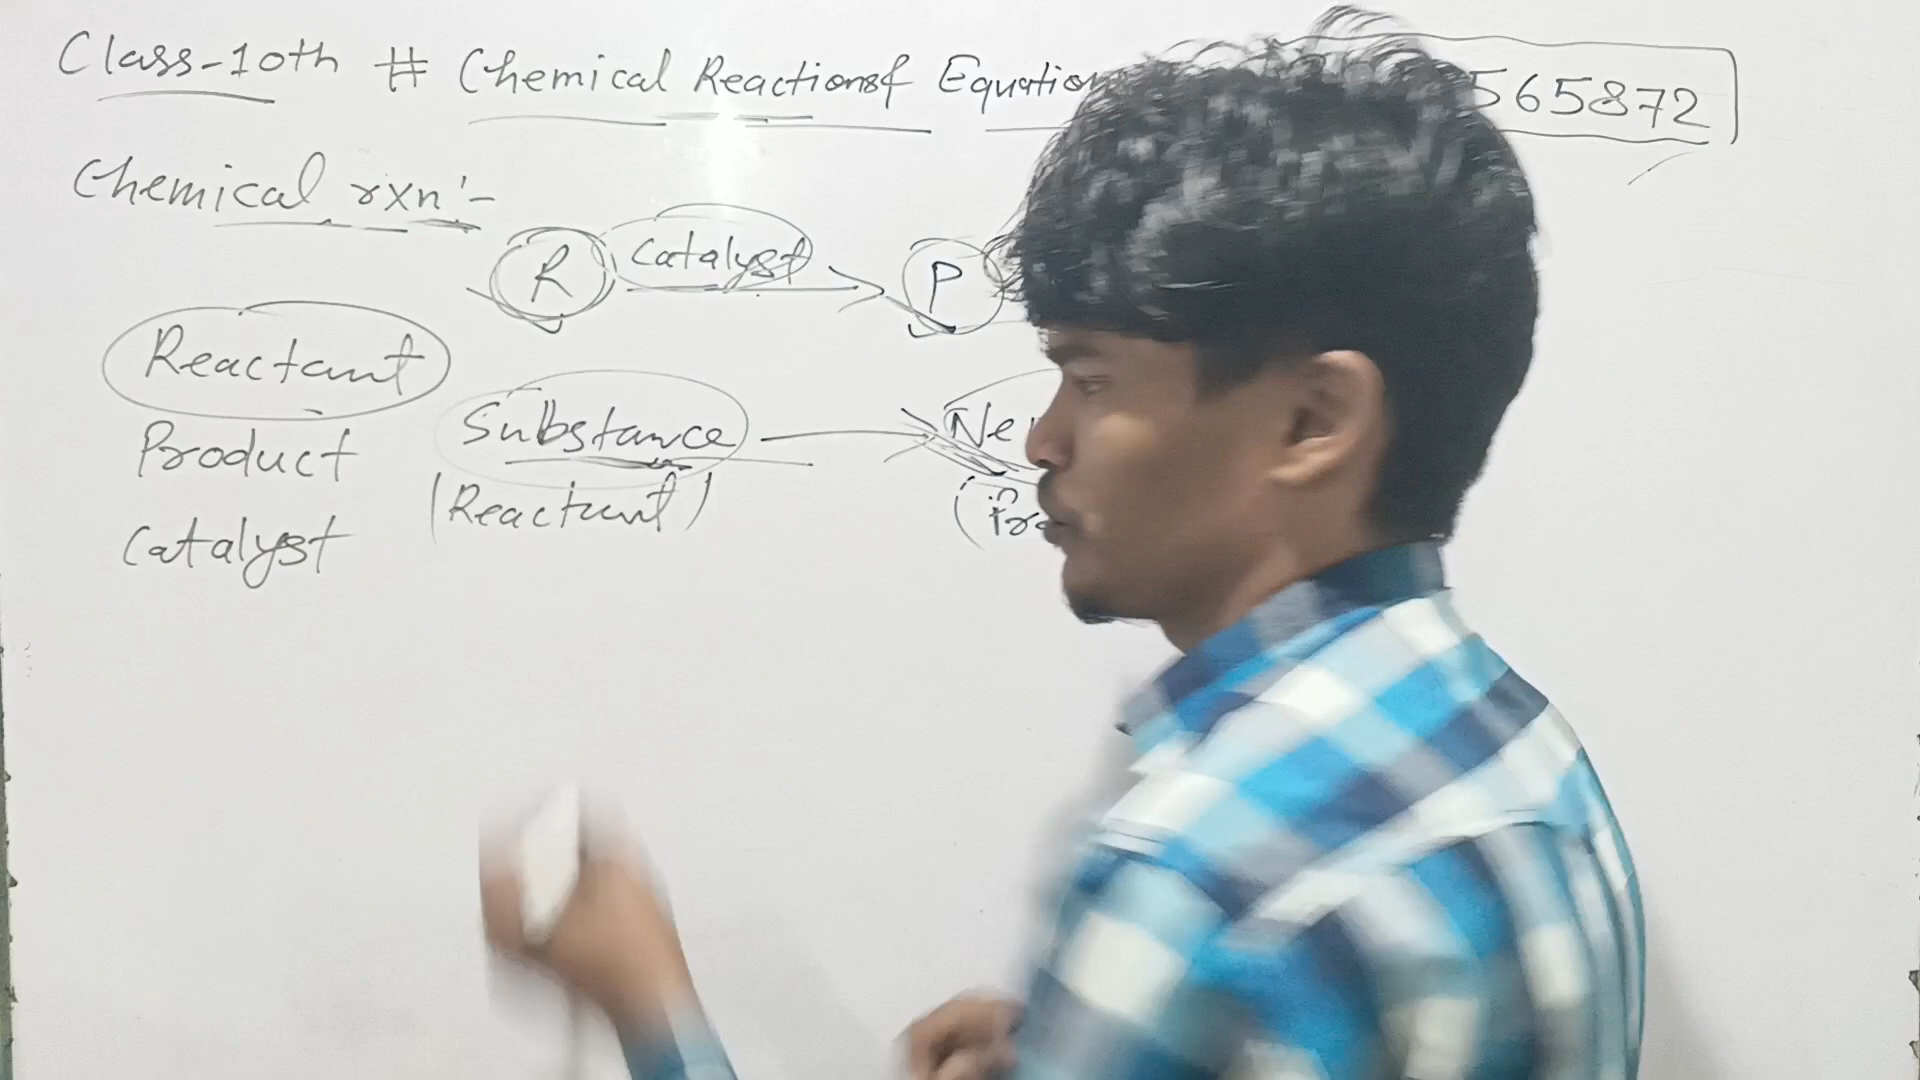 Class-10th # Chemical Reactions & Equation
565872
Chemical rxn:-
R catalyst P
Reactant
Substance Ne
Product
(Reactant)
Catalyst